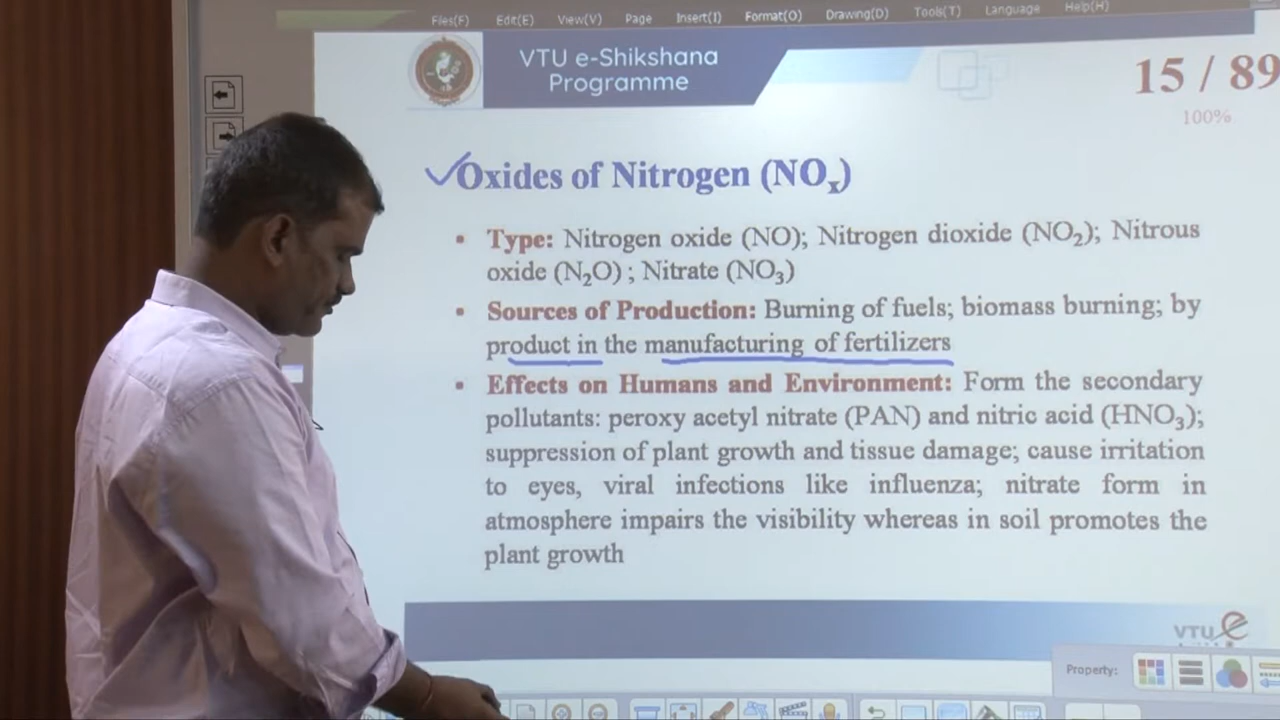 Files(F) Edit(E) View(V) Page Insert(I) Format(O) Drawing(D) Tools(T) Language Help(H)
VTU e-Shikshana
Programme
15 / 89
100%
Oxides of Nitrogen (NOₓ)
• Type: Nitrogen oxide (NO); Nitrogen dioxide (NO₂); Nitrous
oxide (N₂O) ; Nitrate (NO₃)
• Sources of Production: Burning of fuels; biomass burning; by
product in the manufacturing of fertilizers
• Effects on Humans and Environment: Form the secondary
pollutants: peroxy acetyl nitrate (PAN) and nitric acid (HNO₃);
suppression of plant growth and tissue damage; cause irritation
to eyes, viral infections like influenza; nitrate form in
atmosphere impairs the visibility whereas in soil promotes the
plant growth
VTU e
Property: